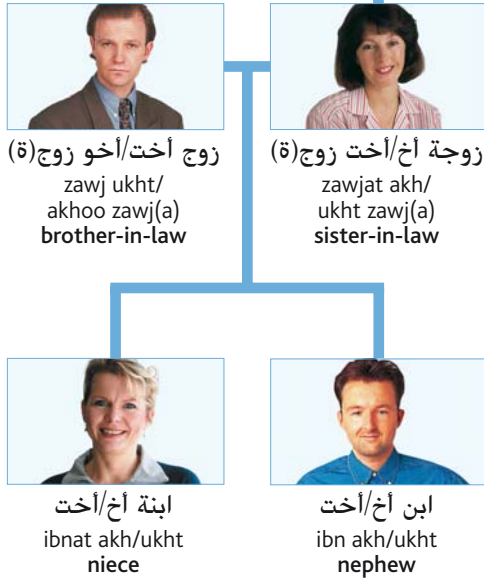 زوج أخت/أخو زوج(ة)
zawj ukht/
akhoo zawj(a)
brother-in-law
زوجة أخ/أخت زوج(ة)
zawjat akh/
ukht zawj(a)
sister-in-law
ابنة أخ/أخت
ibnat akh/ukht
niece
ابن أخ/أخت
ibn akh/ukht
nephew